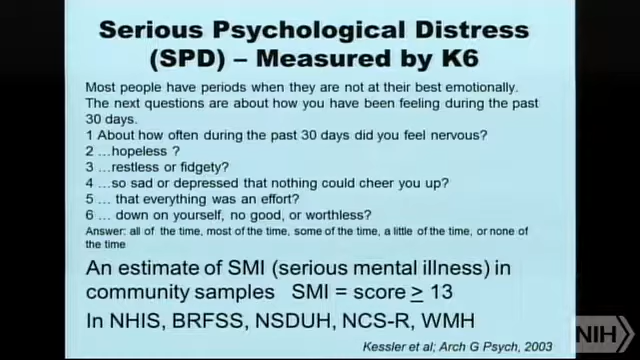 Serious Psychological Distress
(SPD) – Measured by K6
Most people have periods when they are not at their best emotionally.
The next questions are about how you have been feeling during the past
30 days.
1 About how often during the past 30 days did you feel nervous?
2 …hopeless ?
3 …restless or fidgety?
4 …so sad or depressed that nothing could cheer you up?
5 … that everything was an effort?
6 … down on yourself, no good, or worthless?
Answer: all of the time, most of the time, some of the time, a little of the time, or none of
the time
An estimate of SMI (serious mental illness) in
community samples SMI = score ≥ 13
In NHIS, BRFSS, NSDUH, NCS-R, WMH
Kessler et al; Arch G Psych, 2003
NIH